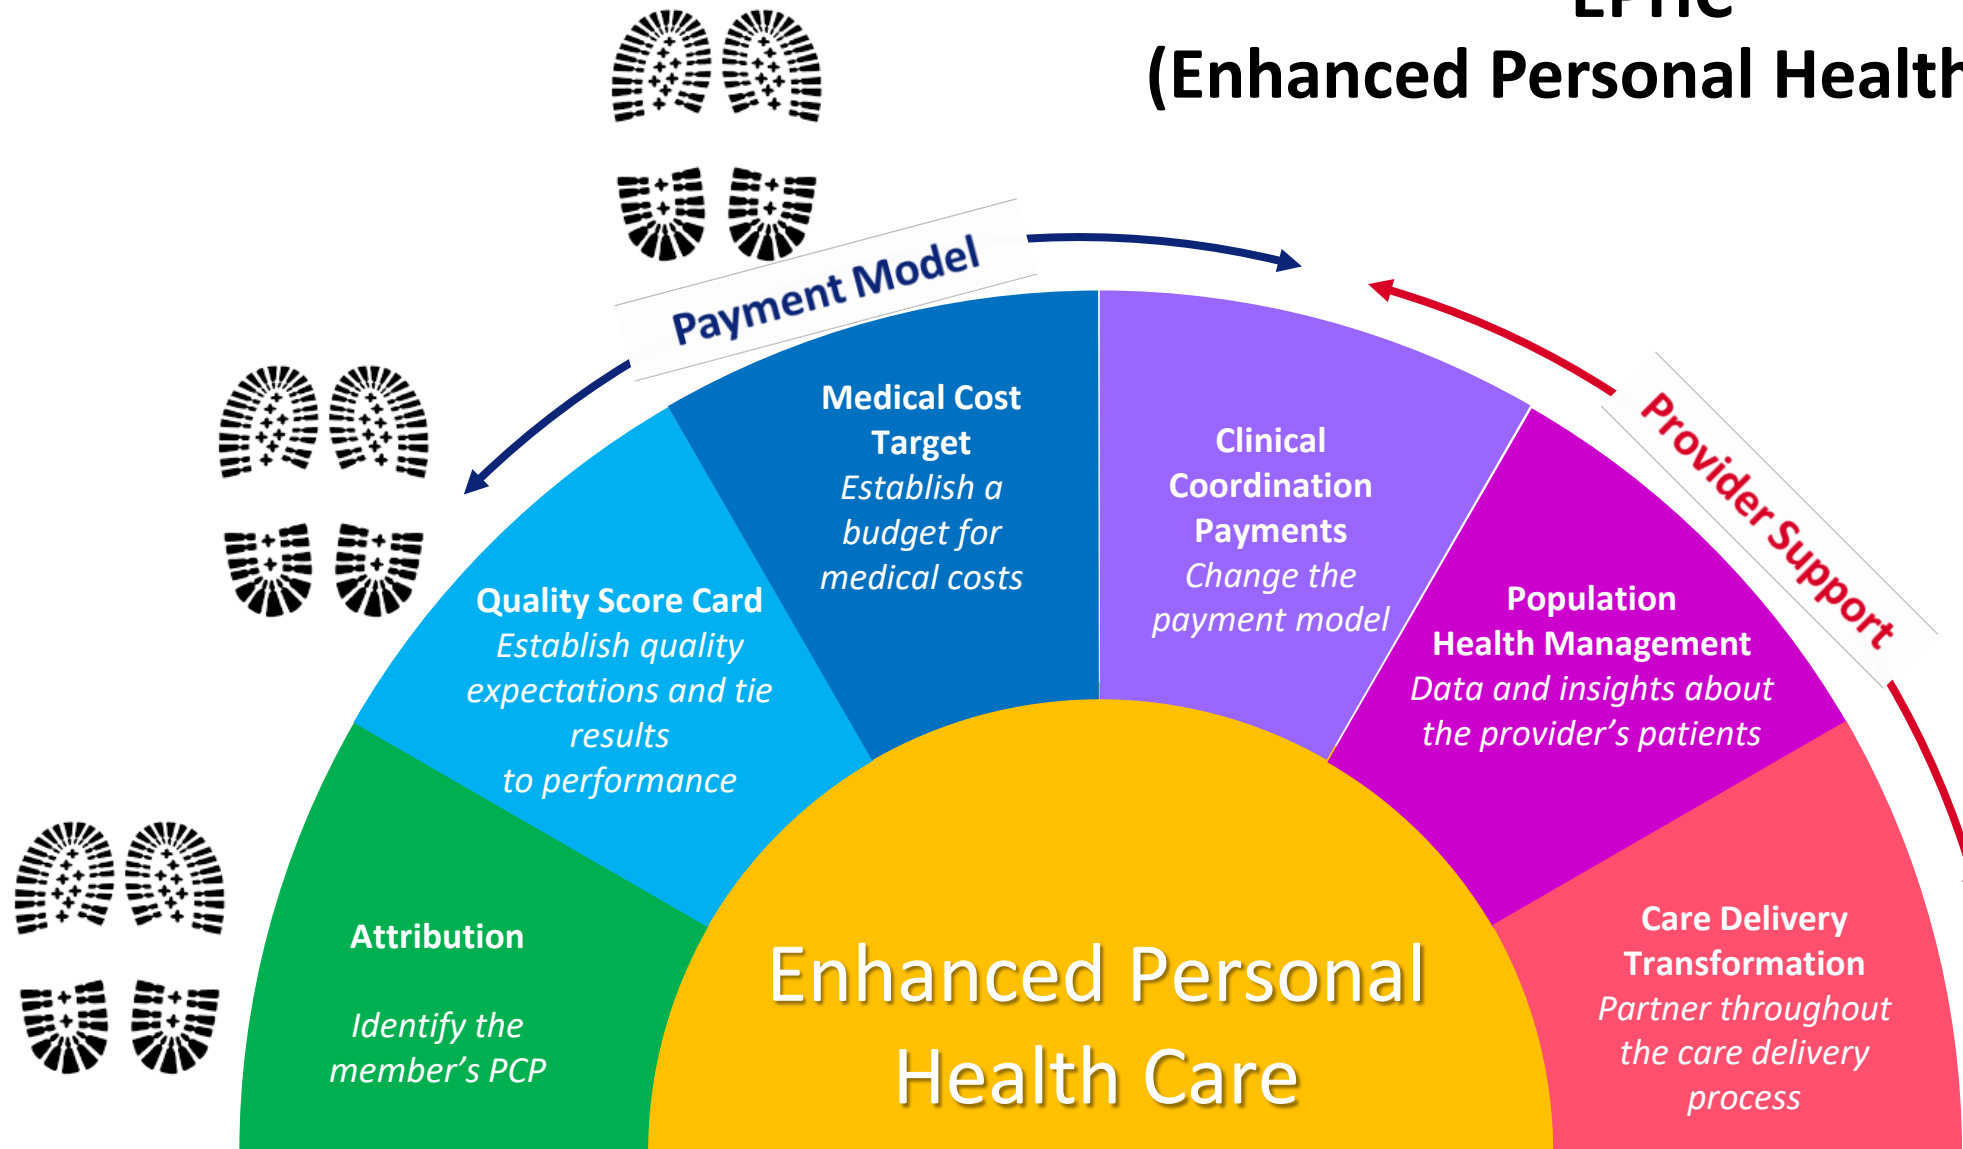 EPHC
(Enhanced Personal Health
Payment Model
Provider Support
Medical Cost
Target
Establish a
budget for
medical costs
Clinical
Coordination
Payments
Change the
payment model
Quality Score Card
Establish quality
expectations and tie
results
to performance
Population
Health Management
Data and insights about
the provider’s patients
Attribution
Identify the
member’s PCP
Care Delivery
Transformation
Partner throughout
the care delivery
process
Enhanced Personal
Health Care